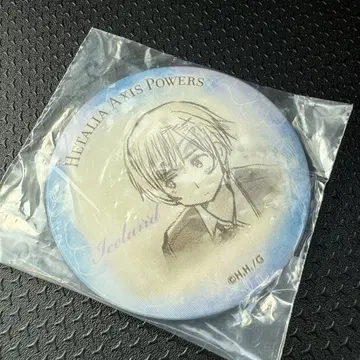 HETALIA AXIS POWERS
Iceland
©H.H./G